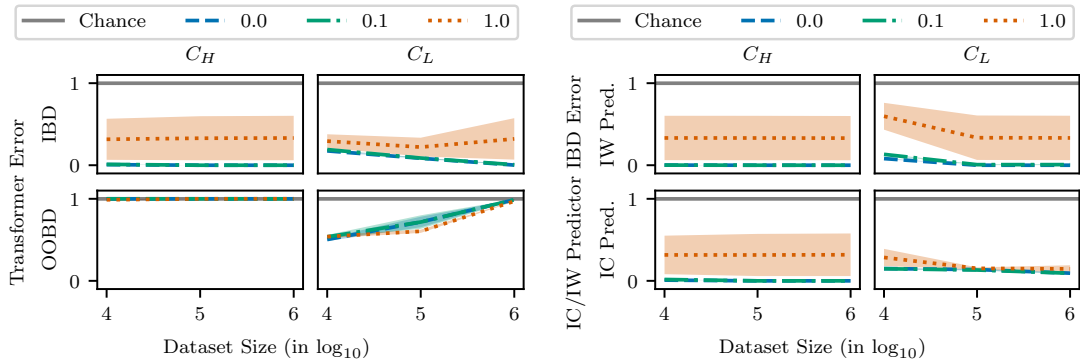 Chance 0.0 0.1 1.0
C_H C_L
Transformer Error
IBD
1
0
OOBD
1
0
4 5 6 4 5 6
Dataset Size (in log₁₀)
Chance 0.0 0.1 1.0
C_H C_L
IC/IW Predictor IBD Error
IW Pred.
1
0
IC Pred.
1
0
4 5 6 4 5 6
Dataset Size (in log₁₀)